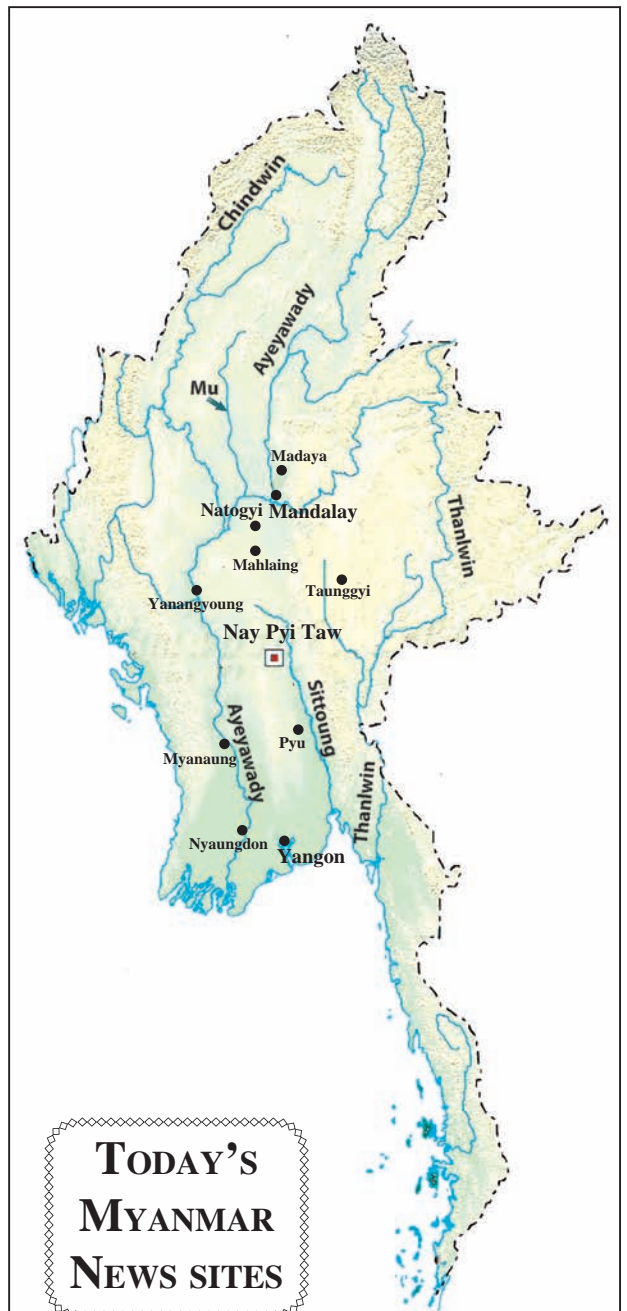 Chindwin
Ayeyawady
Mu
Madaya
Mandalay
Natogyi
Mahlaing
Thanlwin
Taunggyi
Yanangyoung
Nay Pyi Taw
Sittoung
Pyu
Ayeyawady
Myanaung
Thanlwin
Nyaungdon
Yangon
TODAY'S
MYANMAR
NEWS SITES